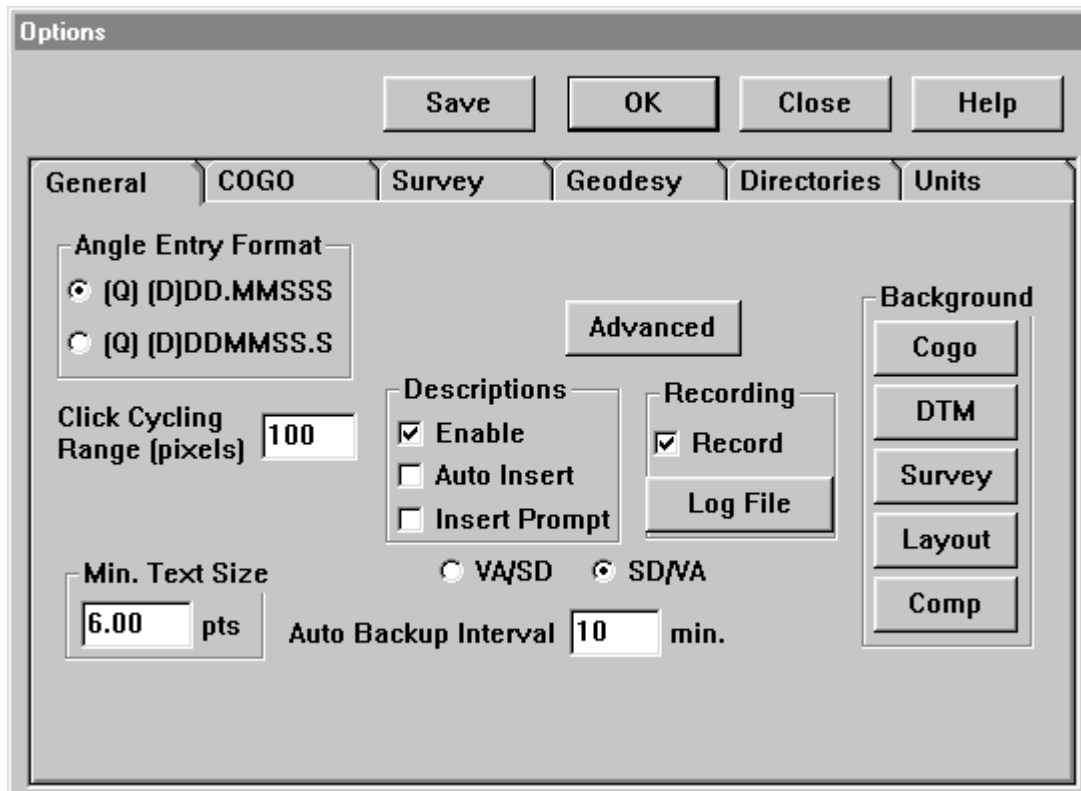 Options
Save OK Close Help
General COGO Survey Geodesy Directories Units
Angle Entry Format
(Q) (D)DD.MMSSS
(Q) (D)DDMMSS.S
Click Cycling
Range (pixels) 100
Min. Text Size
6.00 pts
Advanced
Descriptions
Enable
Auto Insert
Insert Prompt
Recording
Record
Log File
VA/SD SD/VA
Auto Backup Interval 10 min.
Background
Cogo
DTM
Survey
Layout
Comp